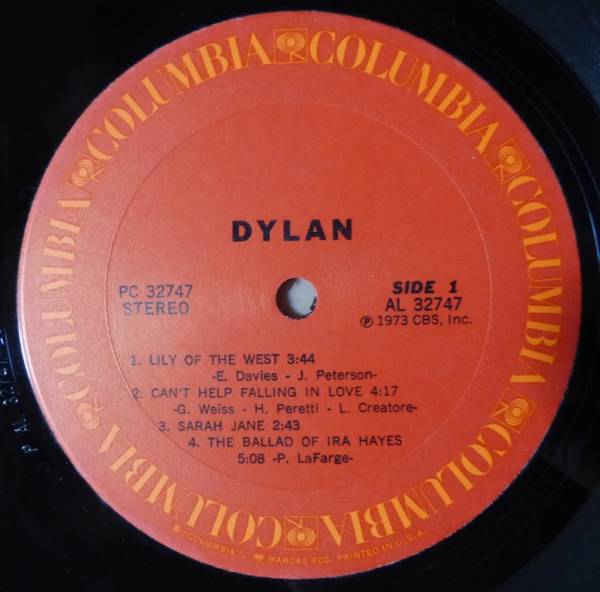 COLUMBIA COLUMBIA COLUMBIA COLUMBIA COLUMBIA COLUMBIA
DYLAN
PC 32747
STEREO
SIDE 1
AL 32747
℗ 1973 CBS, Inc.
1. LILY OF THE WEST 3:44
-E. Davies - J. Peterson-
2. CAN'T HELP FALLING IN LOVE 4:17
-G. Weiss - H. Peretti - L. Creatore-
3. SARAH JANE 2:43
4. THE BALLAD OF IRA HAYES
5:08 -P. LaFarge-
® "COLUMBIA", MARCAS REG. PRINTED IN U.S.A.